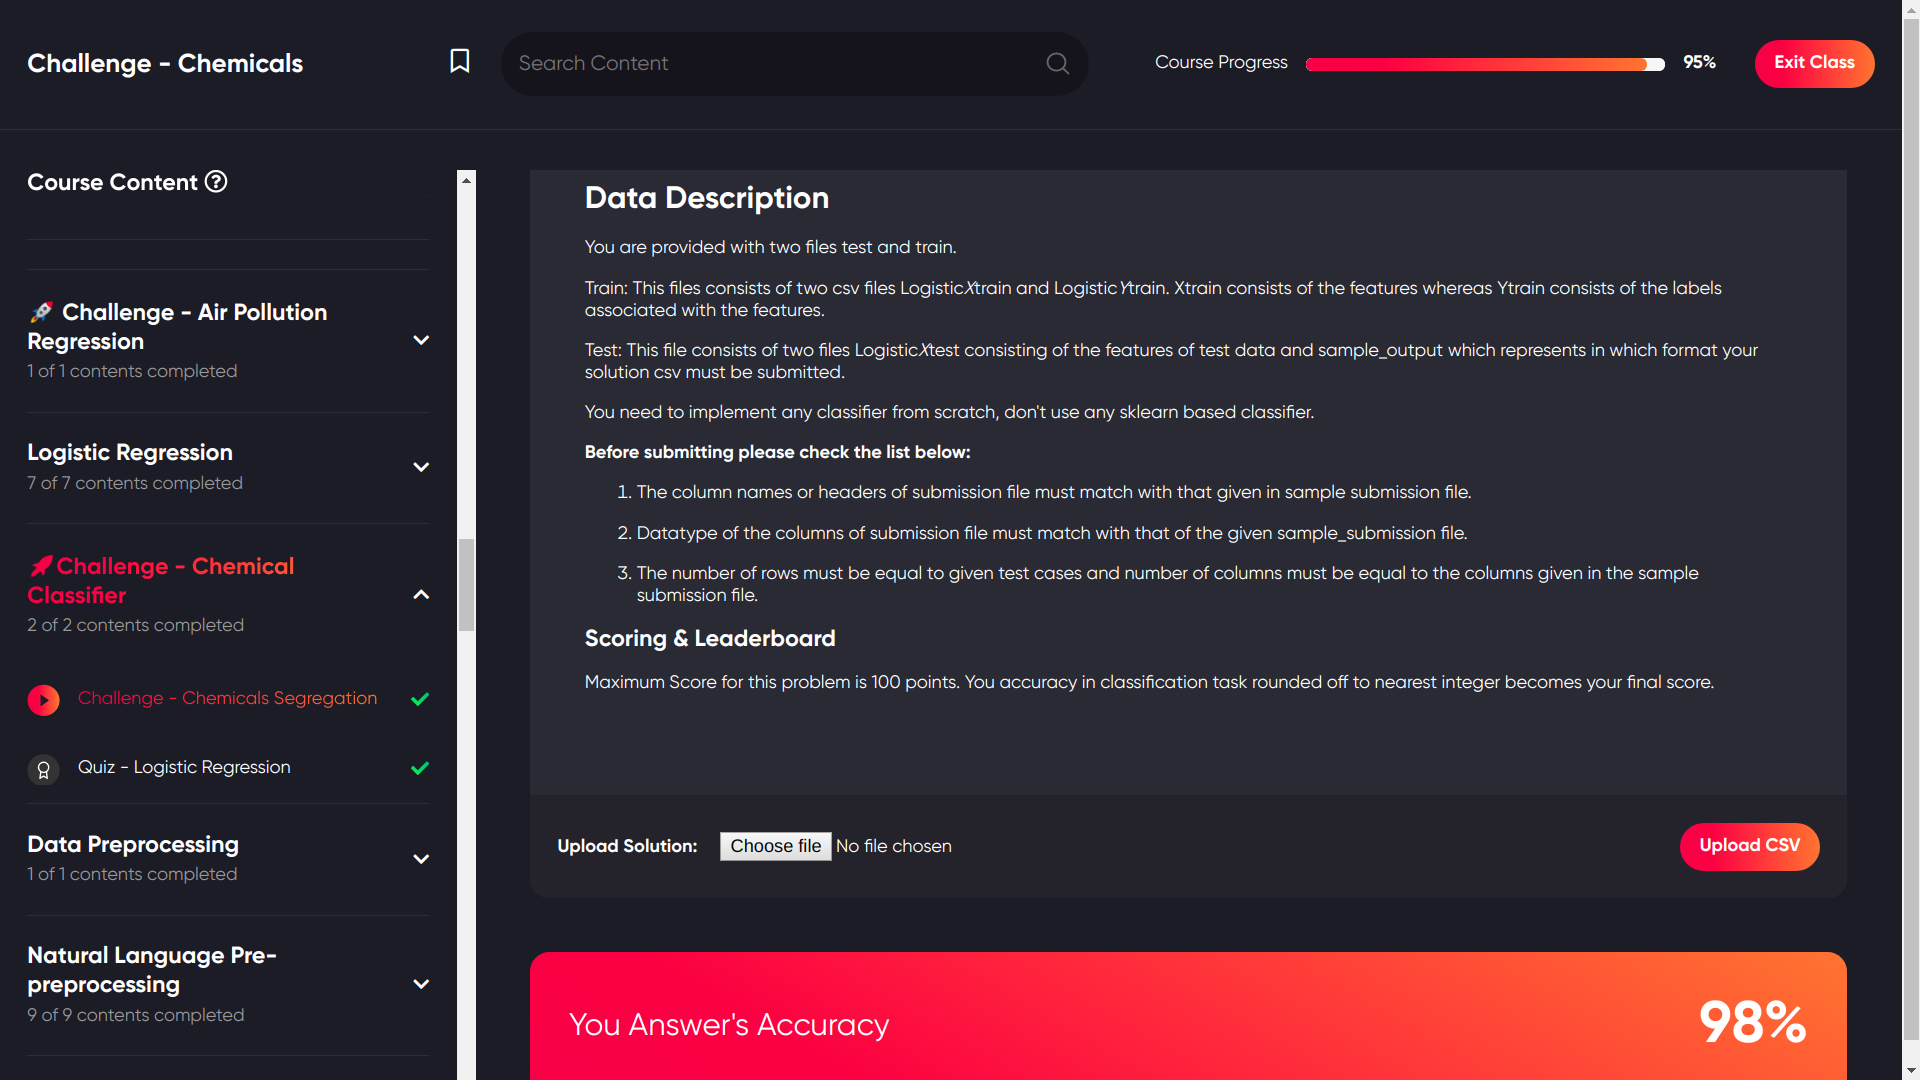 Challenge - Chemicals
Search Content
Course Progress
95%
Exit Class
Course Content
🚀 Challenge - Air Pollution
Regression
1 of 1 contents completed
Logistic Regression
7 of 7 contents completed
🚀Challenge - Chemical
Classifier
2 of 2 contents completed
Challenge - Chemicals Segregation
Quiz - Logistic Regression
Data Preprocessing
1 of 1 contents completed
Natural Language Pre-
preprocessing
9 of 9 contents completed
Data Description
You are provided with two files test and train.
Train: This files consists of two csv files LogisticXtrain and LogisticYtrain. Xtrain consists of the features whereas Ytrain consists of the labels
associated with the features.
Test: This file consists of two files LogisticXtest consisting of the features of test data and sample_output which represents in which format your
solution csv must be submitted.
You need to implement any classifier from scratch, don't use any sklearn based classifier.
Before submitting please check the list below:
1. The column names or headers of submission file must match with that given in sample submission file.
2. Datatype of the columns of submission file must match with that of the given sample_submission file.
3. The number of rows must be equal to given test cases and number of columns must be equal to the columns given in the sample
submission file.
Scoring & Leaderboard
Maximum Score for this problem is 100 points. You accuracy in classification task rounded off to nearest integer becomes your final score.
Upload Solution:
Choose file
No file chosen
Upload CSV
You Answer's Accuracy
98%